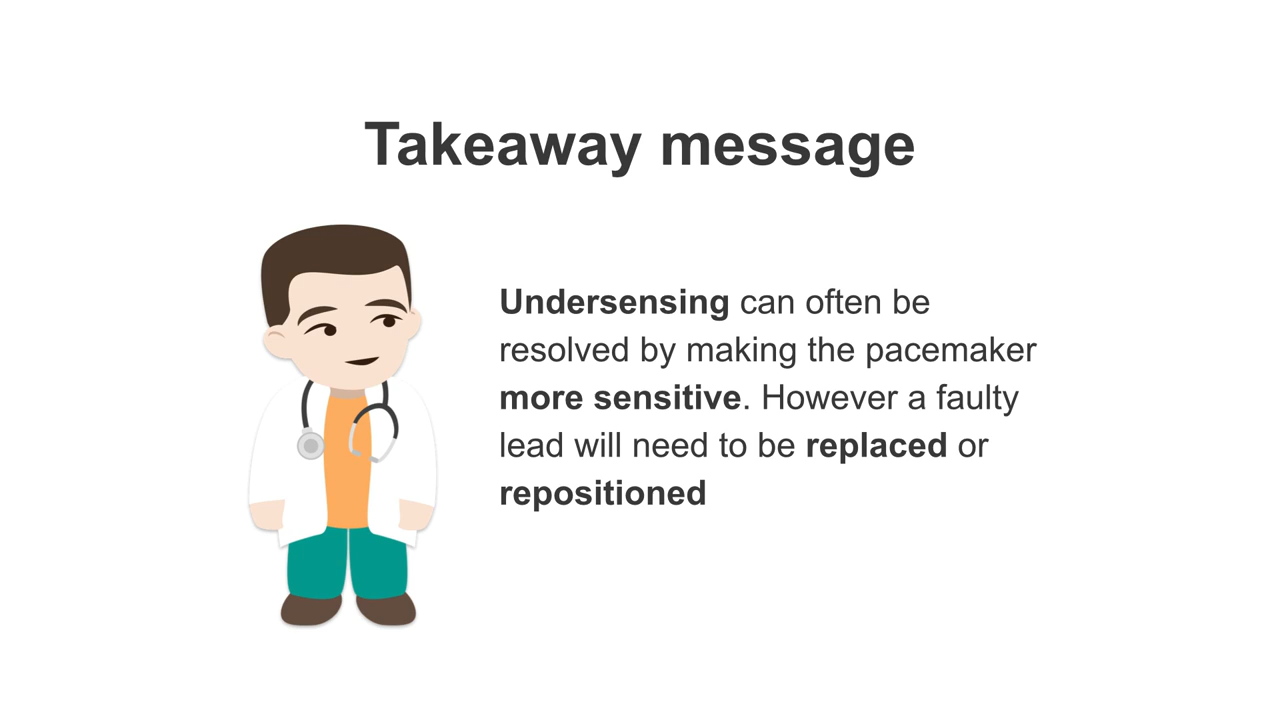 Takeaway message
Undersensing can often be
resolved by making the pacemaker
more sensitive. However a faulty
lead will need to be replaced or
repositioned